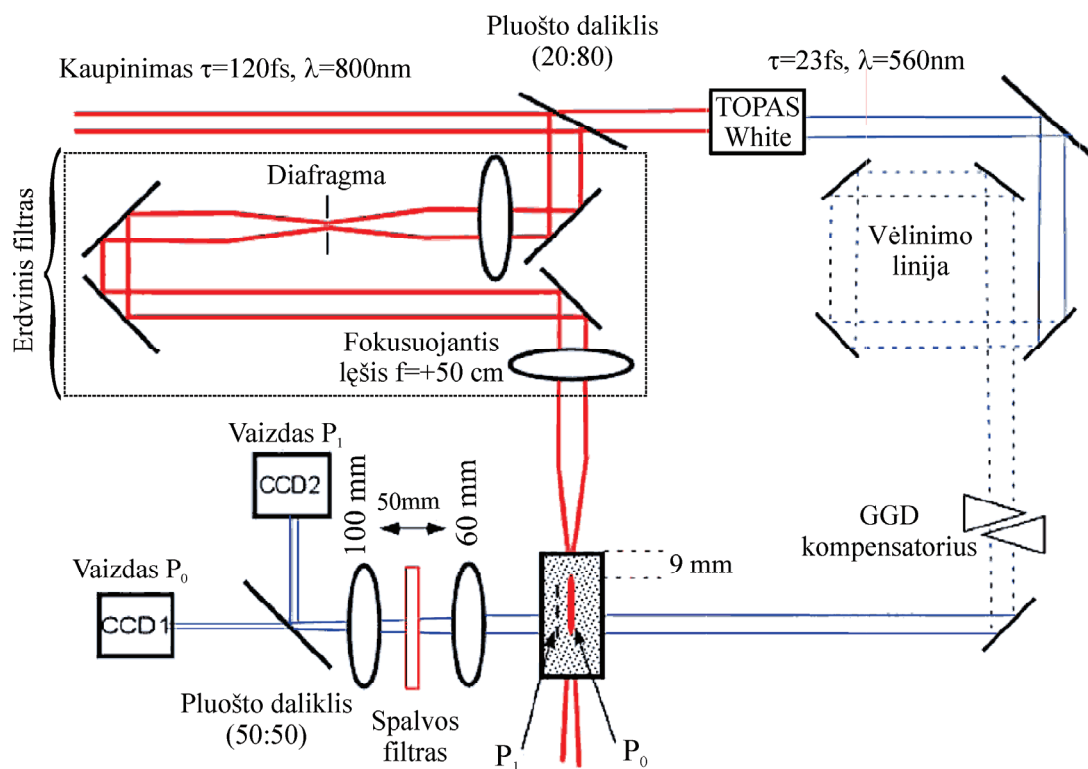 Pluošto daliklis
(20:80)
Kaupinimas τ=120fs, λ=800nm
τ=23fs, λ=560nm
TOPAS
White
Erdvinis filtras
Diafragma
Vėlinimo
linija
Fokusuojantis
lęšis f=+50 cm
Vaizdas P₁
CCD2
100 mm
50mm
60 mm
GGD
kompensatorius
9 mm
Vaizdas P₀
CCD1
Pluošto daliklis
(50:50)
Spalvos
filtras
P₁
P₀